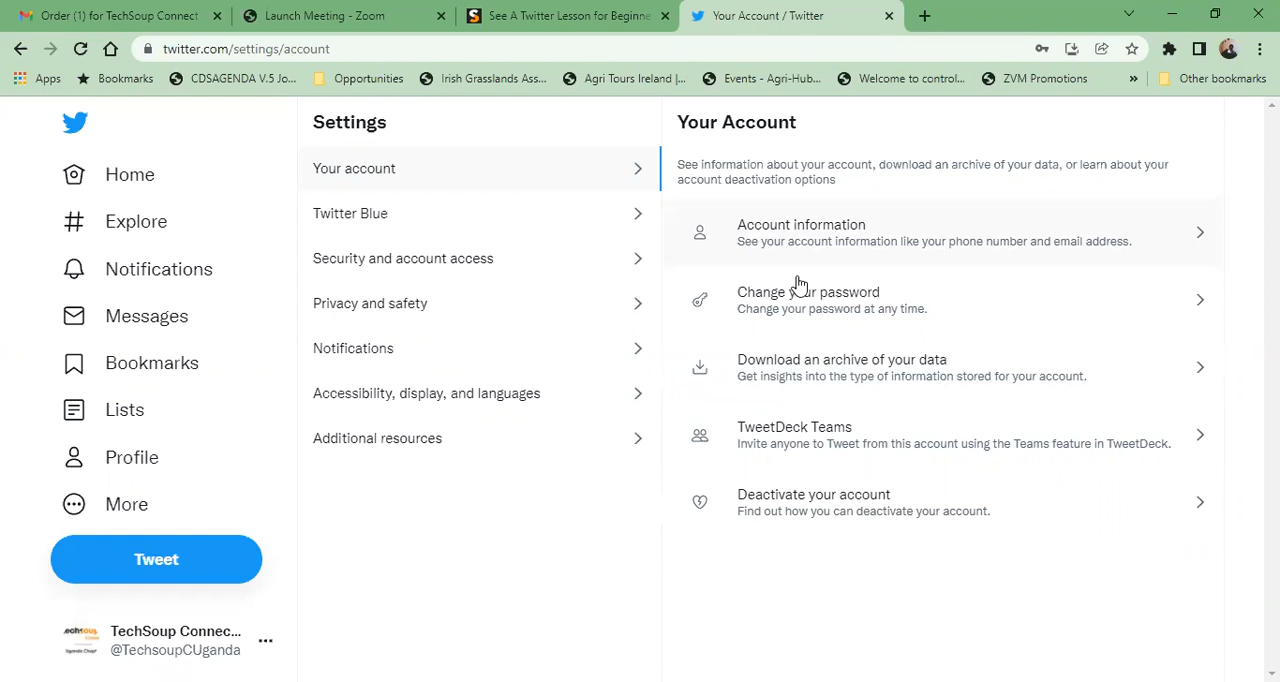 Order (1) for TechSoup Connect
Launch Meeting - Zoom
See A Twitter Lesson for Beginne
Your Account / Twitter
twitter.com/settings/account
Apps
Bookmarks
CDSAGENDA V.5 Jo...
Opportunities
Irish Grasslands Ass...
Agri Tours Ireland |...
Events - Agri-Hub...
Welcome to control...
ZVM Promotions
»
Other bookmarks
Home
Explore
Notifications
Messages
Bookmarks
Lists
Profile
More
Tweet
TechSoup Connec...
@TechsoupCUganda
Settings
Your account
Twitter Blue
Security and account access
Privacy and safety
Notifications
Accessibility, display, and languages
Additional resources
Your Account
See information about your account, download an archive of your data, or learn about your
account deactivation options
Account information
See your account information like your phone number and email address.
Change your password
Change your password at any time.
Download an archive of your data
Get insights into the type of information stored for your account.
TweetDeck Teams
Invite anyone to Tweet from this account using the Teams feature in TweetDeck.
Deactivate your account
Find out how you can deactivate your account.